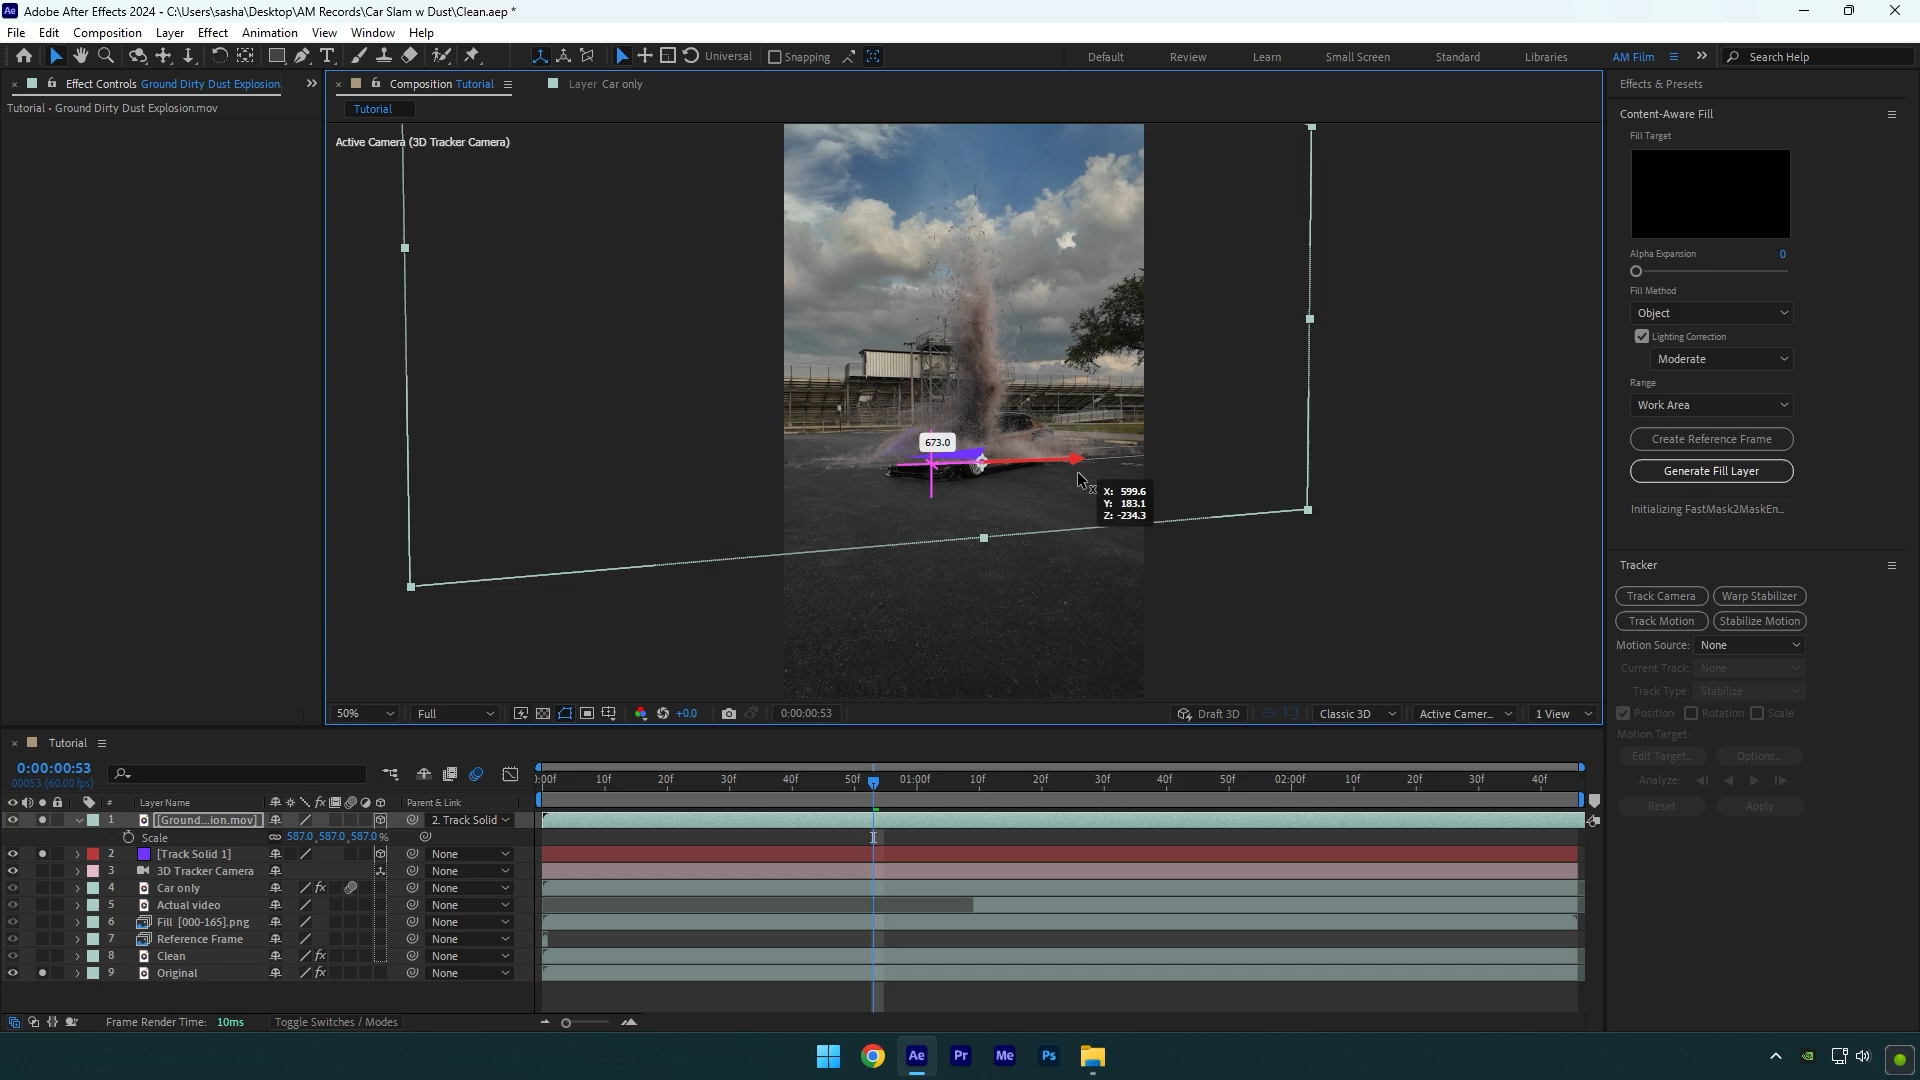 Adobe After Effects 2024 - C:\Users\sasha\Desktop\AM Records\Car Slam w Dust\Clean.aep *
File Edit Composition Layer Effect Animation View Window Help
Universal Snapping Default Review Learn Small Screen Standard Libraries AM Film Search Help
Effect Controls Ground Dirty Dust Explosion
Tutorial • Ground Dirty Dust Explosion.mov
Composition Tutorial
Layer Car only
Tutorial
Active Camera (3D Tracker Camera)
673.0
X: 599.6
Y: 183.1
Z: -234.3
50% Full +0.0 0:00:00:53 Draft 3D Classic 3D Active Camer... 1 View
Effects & Presets
Content-Aware Fill
Fill Target
Alpha Expansion 0
Fill Method
Object
Lighting Correction
Moderate
Range
Work Area
Create Reference Frame
Generate Fill Layer
Initializing FastMask2MaskEn...
Tracker
Track Camera Warp Stabilizer
Track Motion Stabilize Motion
Motion Source: None
Current Track: None
Track Type: Stabilize
Position Rotation Scale
Motion Target:
Edit Target... Options...
Analyze:
Reset Apply
Tutorial
0:00:00:53
00053 (60.00 fps)
):00f 10f 20f 30f 40f 50f 01:00f 10f 20f 30f 40f 50f 02:00f 10f 20f 30f 40f
# Layer Name Parent & Link
1 [Ground...ion.mov] 2. Track Solid
Scale 587.0, 587.0, 587.0 %
2 [Track Solid 1] None
3 3D Tracker Camera None
4 Car only None
5 Actual video None
6 Fill [000-165].png None
7 Reference Frame None
8 Clean None
9 Original None
Frame Render Time: 10ms Toggle Switches / Modes
Ae Pr Me Ps